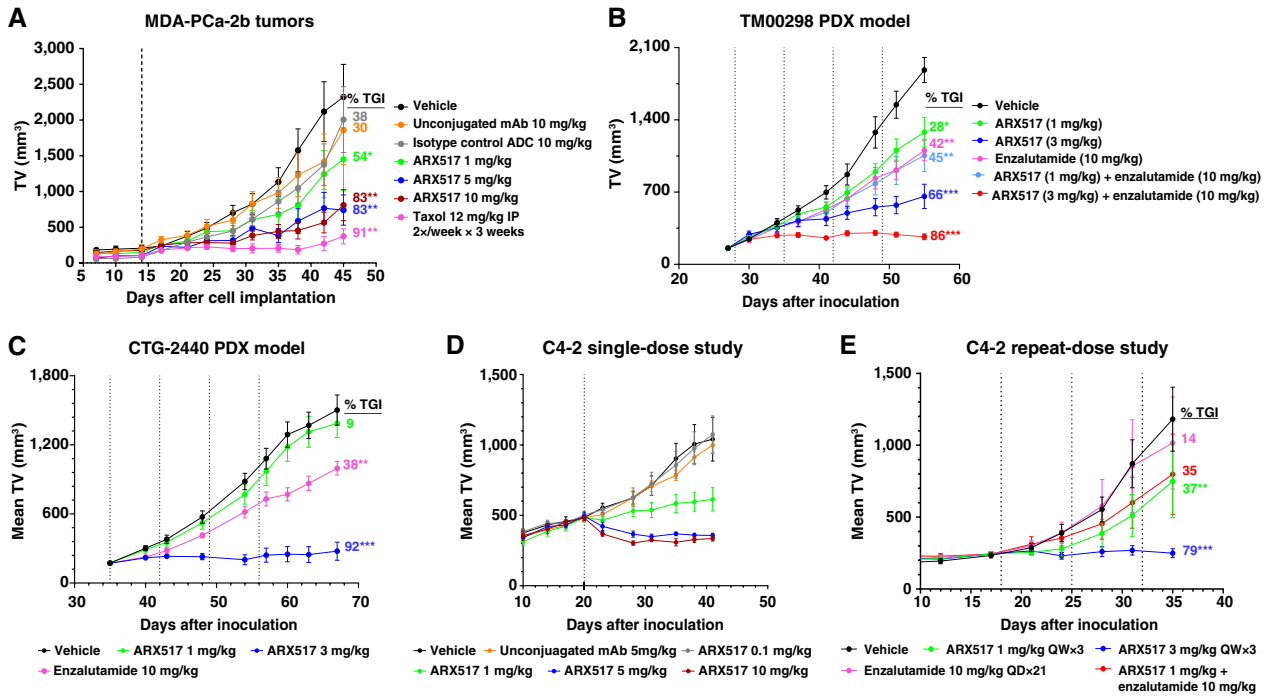 A
MDA-PCa-2b tumors
3,000
2,500
2,000
1,500
1,000
500
0
TV (mm³)
5
10
15
20
25
30
35
40
45
50
Days after cell implantation
% TGI
38
30
54*
83**
83**
91**
Vehicle
Unconjugated mAb 10 mg/kg
Isotype control ADC 10 mg/kg
ARX517 1 mg/kg
ARX517 5 mg/kg
ARX517 10 mg/kg
Taxol 12 mg/kg IP
2x/week × 3 weeks
B
TM00298 PDX model
2,100
1,400
700
0
TV (mm³)
20
30
40
50
60
Days after inoculation
% TGI
28*
42**
45**
66***
86***
Vehicle
ARX517 (1 mg/kg)
ARX517 (3 mg/kg)
Enzalutamide (10 mg/kg)
ARX517 (1 mg/kg) + enzalutamide (10 mg/kg)
ARX517 (3 mg/kg) + enzalutamide (10 mg/kg)
C
CTG-2440 PDX model
1,800
1,200
600
0
Mean TV (mm³)
30
40
50
60
70
Days after inoculation
% TGI
9
38**
92***
Vehicle
ARX517 1 mg/kg
ARX517 3 mg/kg
Enzalutamide 10 mg/kg
D
C4-2 single-dose study
1,500
1,000
500
0
Mean TV (mm³)
10
20
30
40
50
Days after inoculation
Vehicle
Unconjuagated mAb 5mg/kg
ARX517 0.1 mg/kg
ARX517 1 mg/kg
ARX517 5 mg/kg
ARX517 10 mg/kg
E
C4-2 repeat-dose study
1,500
1,000
500
0
Mean TV (mm³)
10
15
20
25
30
35
40
Days after inoculation
% TGI
14
35
37**
79***
Vehicle
ARX517 1 mg/kg QW×3
ARX517 3 mg/kg QW×3
Enzalutamide 10 mg/kg QD×21
ARX517 1 mg/kg +
enzalutamide 10 mg/kg